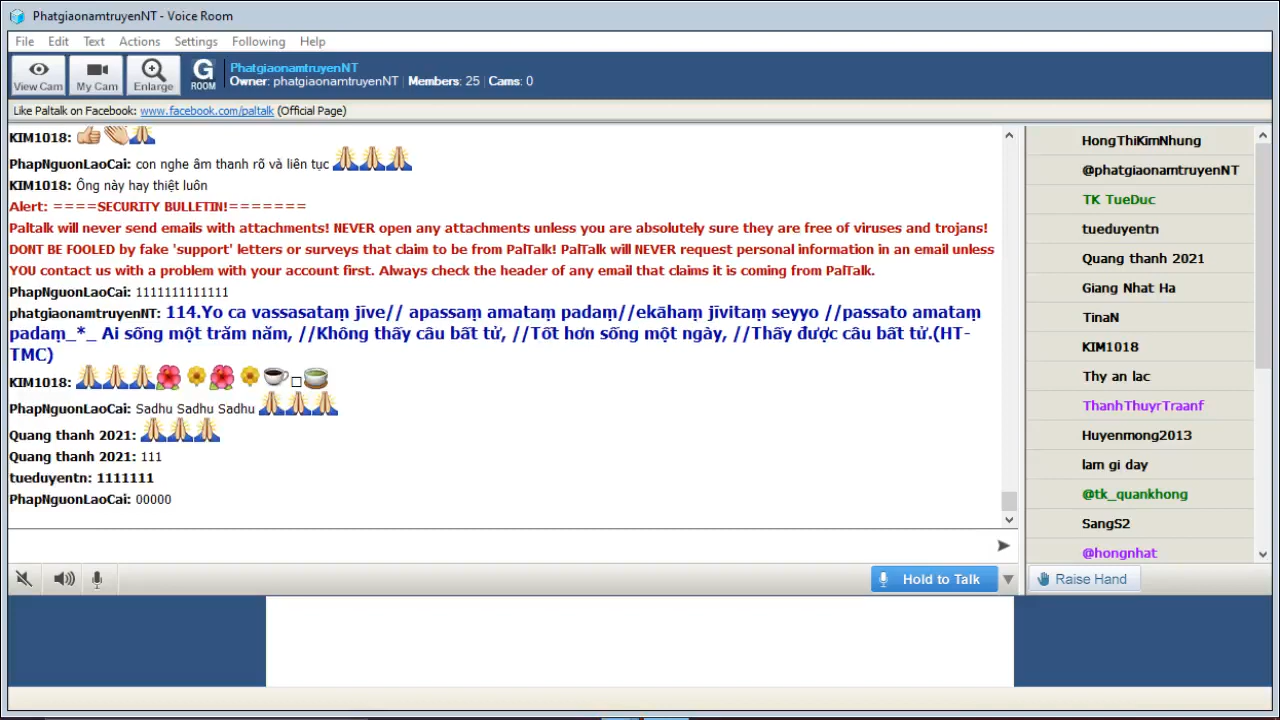 PhatgiaonamtruyenNT - Voice Room
File Edit Text Actions Settings Following Help
View Cam My Cam Enlarge G ROOM
PhatgiaonamtruyenNT
Owner: phatgiaonamtruyenNT | Members: 25 | Cams: 0
Like Paltalk on Facebook: www.facebook.com/paltalk (Official Page)
KIM1018:
PhapNguonLaoCai: con nghe âm thanh rõ và liên tục
KIM1018: Ông này hay thiệt luôn
Alert: ====SECURITY BULLETIN!=======
Paltalk will never send emails with attachments! NEVER open any attachments unless you are absolutely sure they are free of viruses and trojans!
DONT BE FOOLED by fake 'support' letters or surveys that claim to be from PalTalk! PalTalk will NEVER request personal information in an email unless
YOU contact us with a problem with your account first. Always check the header of any email that claims it is coming from PalTalk.
PhapNguonLaoCai: 1111111111111
phatgiaonamtruyenNT: 114.Yo ca vassasataṃ jīve// apassaṃ amataṃ padaṃ//ekāhaṃ jīvitaṃ seyyo //passato amataṃ
padaṃ_*_ Ai sống một trăm năm, //Không thấy câu bất tử, //Tốt hơn sống một ngày, //Thấy được câu bất tử.(HT-
TMC)
KIM1018:
PhapNguonLaoCai: Sadhu Sadhu Sadhu
Quang thanh 2021:
Quang thanh 2021: 111
tueduyentn: 1111111
PhapNguonLaoCai: 00000
Hold to Talk
HongThiKimNhung
@phatgiaonamtruyenNT
TK TueDuc
tueduyentn
Quang thanh 2021
Giang Nhat Ha
TinaN
KIM1018
Thy an lac
ThanhThuyrTraanf
Huyenmong2013
lam gi day
@tk_quankhong
SangS2
@hongnhat
Raise Hand